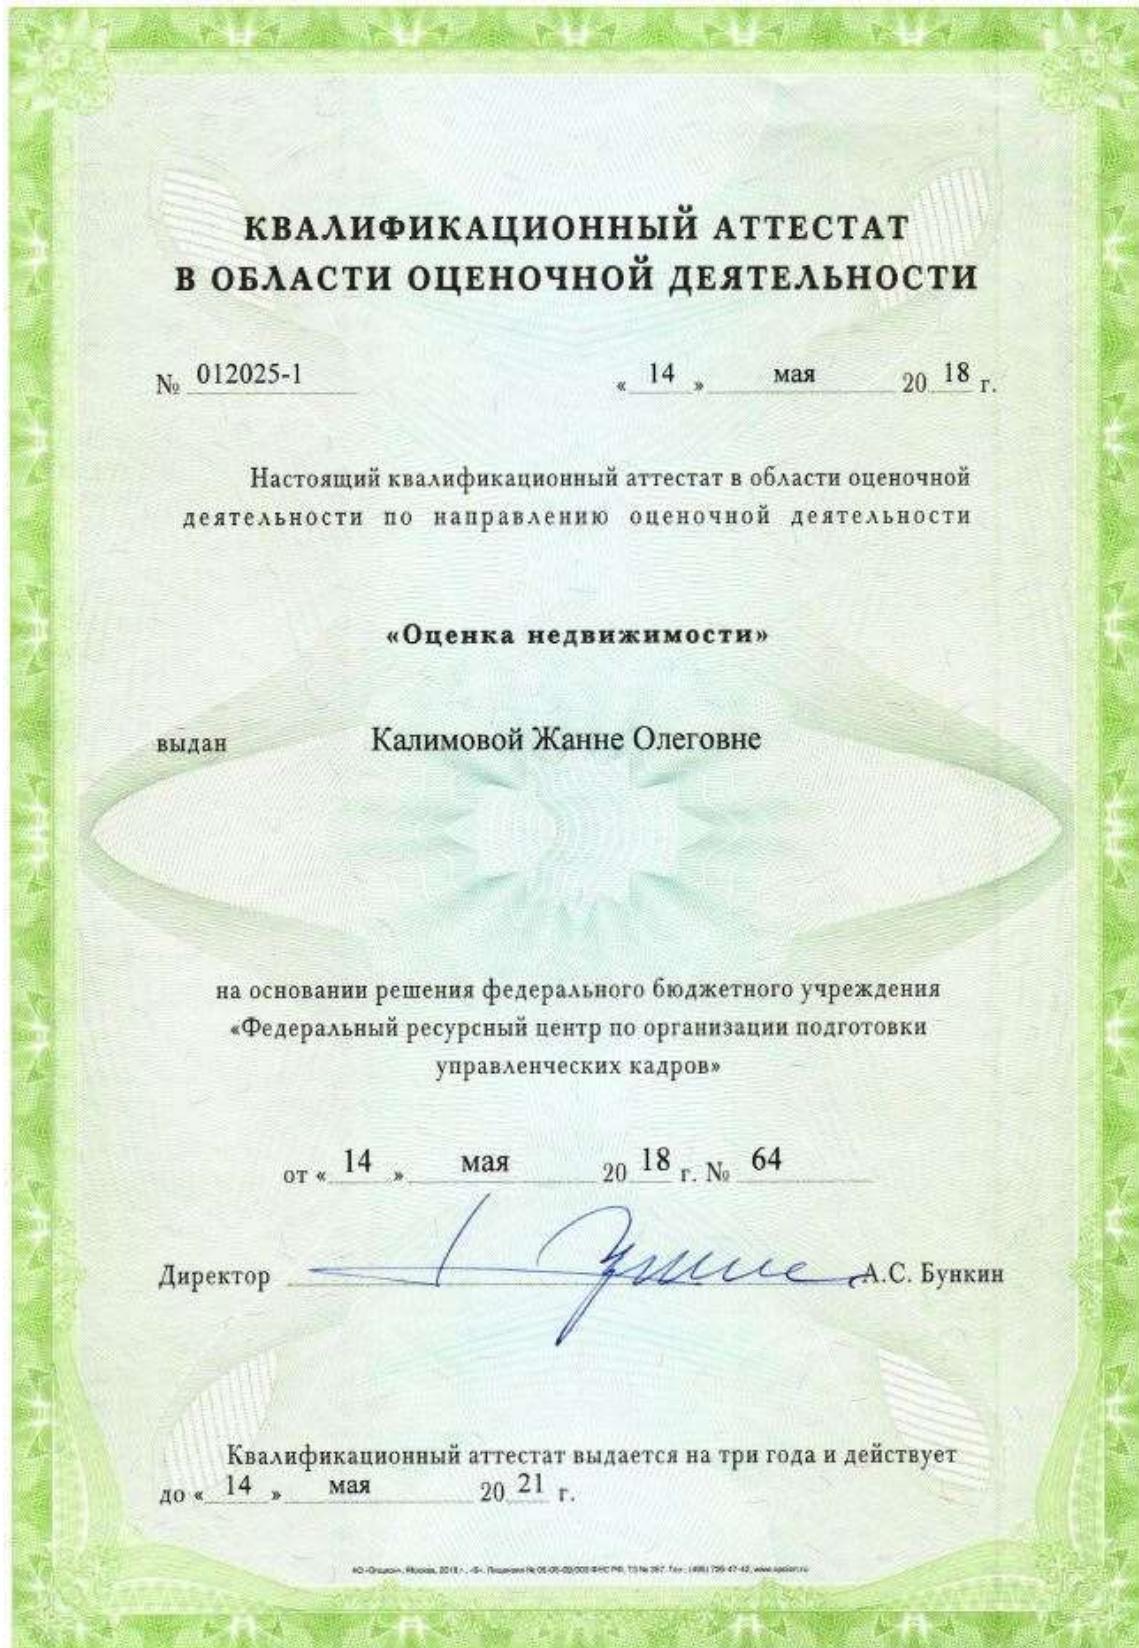 КВАЛИФИКАЦИОННЫЙ АТТЕСТАТ
В ОБЛАСТИ ОЦЕНОЧНОЙ ДЕЯТЕЛЬНОСТИ
№ 012025-1 « 14 » мая 20 18 г.
Настоящий квалификационный аттестат в области оценочной
деятельности по направлению оценочной деятельности
«Оценка недвижимости»
выдан Калимовой Жанне Олеговне
на основании решения федерального бюджетного учреждения
«Федеральный ресурсный центр по организации подготовки
управленческих кадров»
от « 14 » мая 20 18 г. № 64
Директор А.С. Бункин
Квалификационный аттестат выдается на три года и действует
до « 14 » мая 20 21 г.